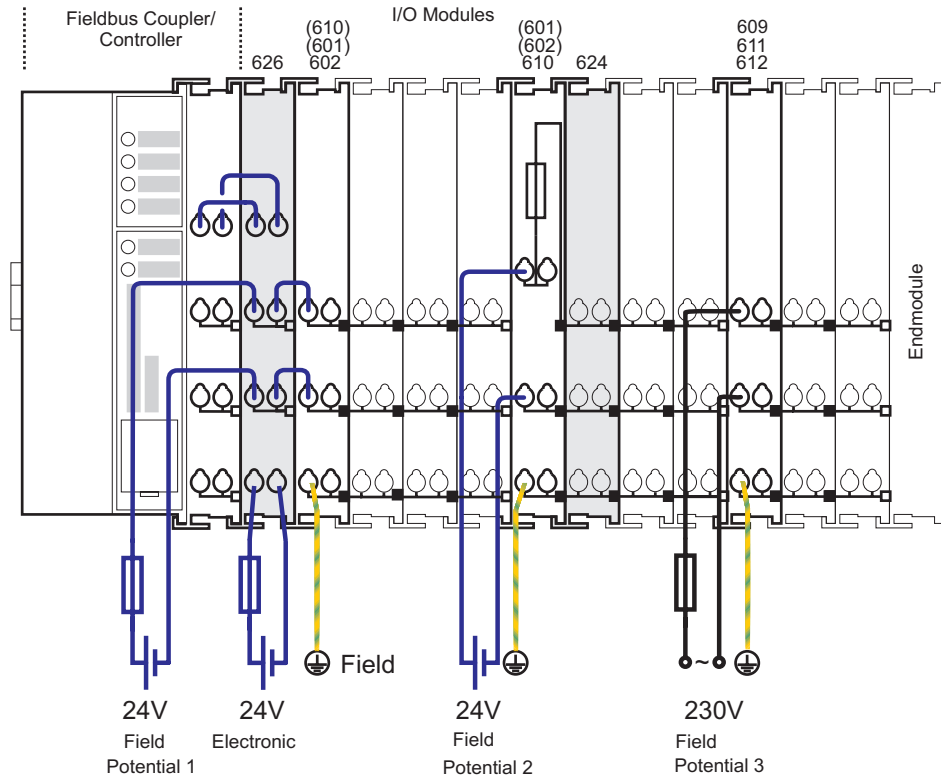 Fieldbus Coupler/
Controller
I/O Modules
626
(610)
(601)
602
(601)
(602)
610
624
609
611
612
Endmodule
Field
~
24V
Field
Potential 1
24V
Electronic
24V
Field
Potential 2
230V
Field
Potential 3